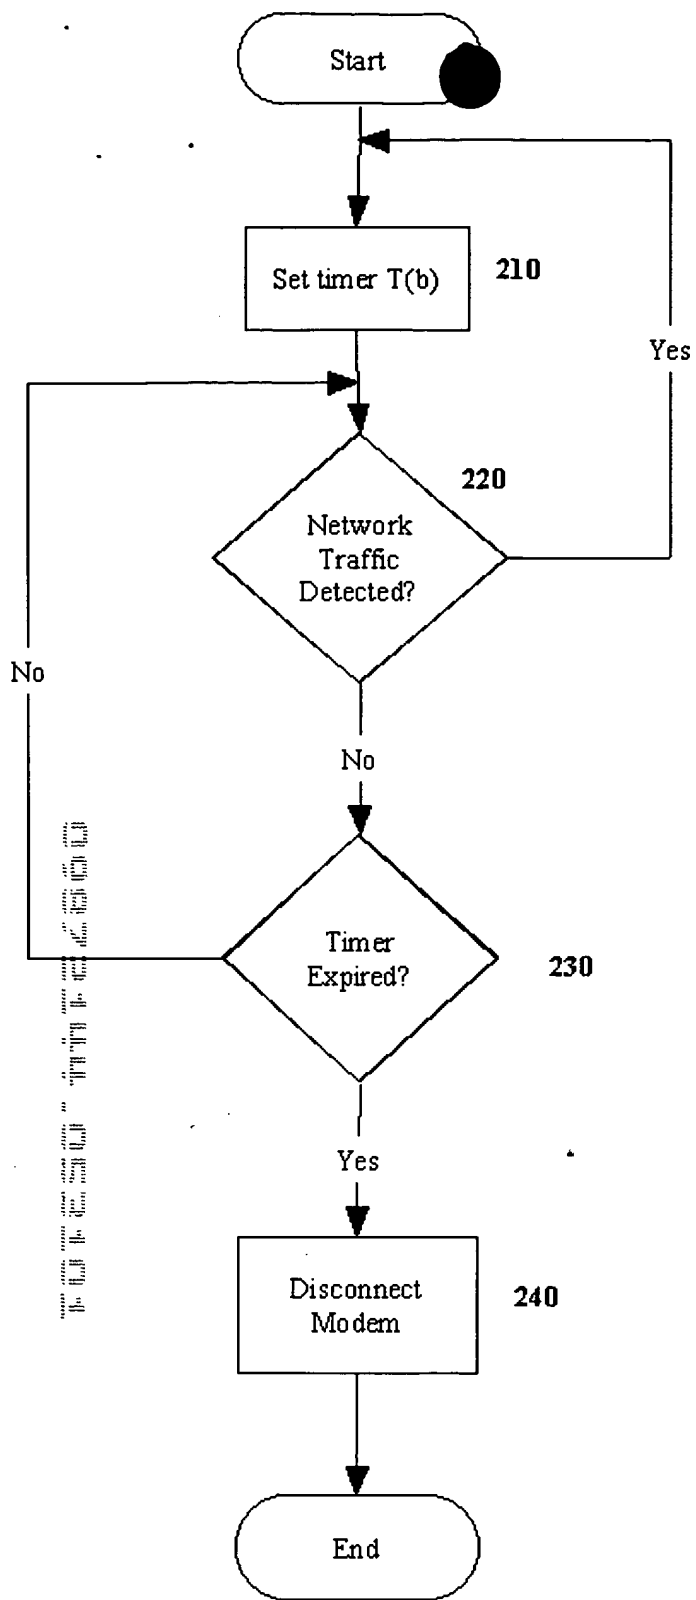 Start
Set timer T(b)
210
Yes
220
Network
Traffic
Detected?
No
No
Timer
Expired?
230
Yes
Disconnect
Modem
240
End